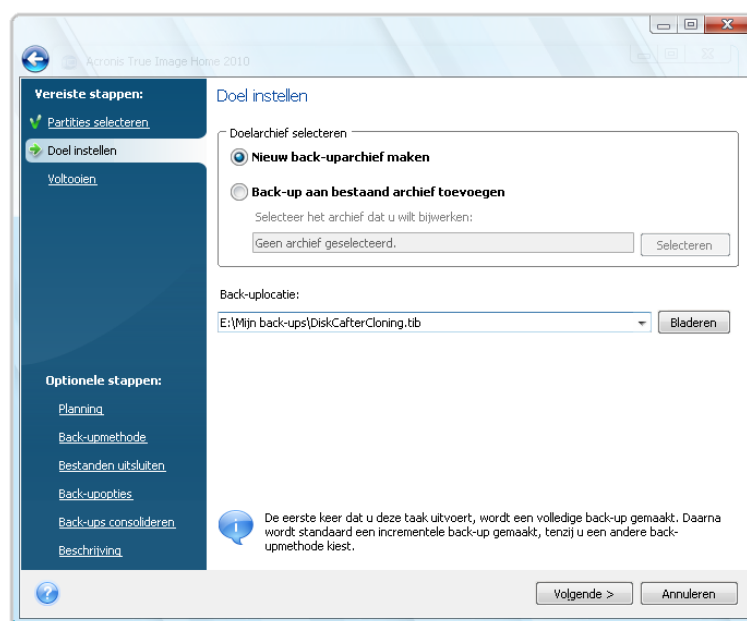 Acronis True Image Home 2010
Vereiste stappen:
Partities selecteren
Doel instellen
Voltooien
Optionele stappen:
Planning
Back-upmethode
Bestanden uitsluiten
Back-upopties
Back-ups consolideren
Beschrijving
Doel instellen
Doelarchief selecteren
Nieuw back-uparchief maken
Back-up aan bestaand archief toevoegen
Selecteer het archief dat u wilt bijwerken:
Geen archief geselecteerd.
Selecteren
Back-uplocatie:
E:\Mijn back-ups\DiskCafterCloning.tib
Bladeren
De eerste keer dat u deze taak uitvoert, wordt een volledige back-up gemaakt. Daarna
wordt standaard een incrementele back-up gemaakt, tenzij u een andere back-
upmethode kiest.
Volgende >
Annuleren